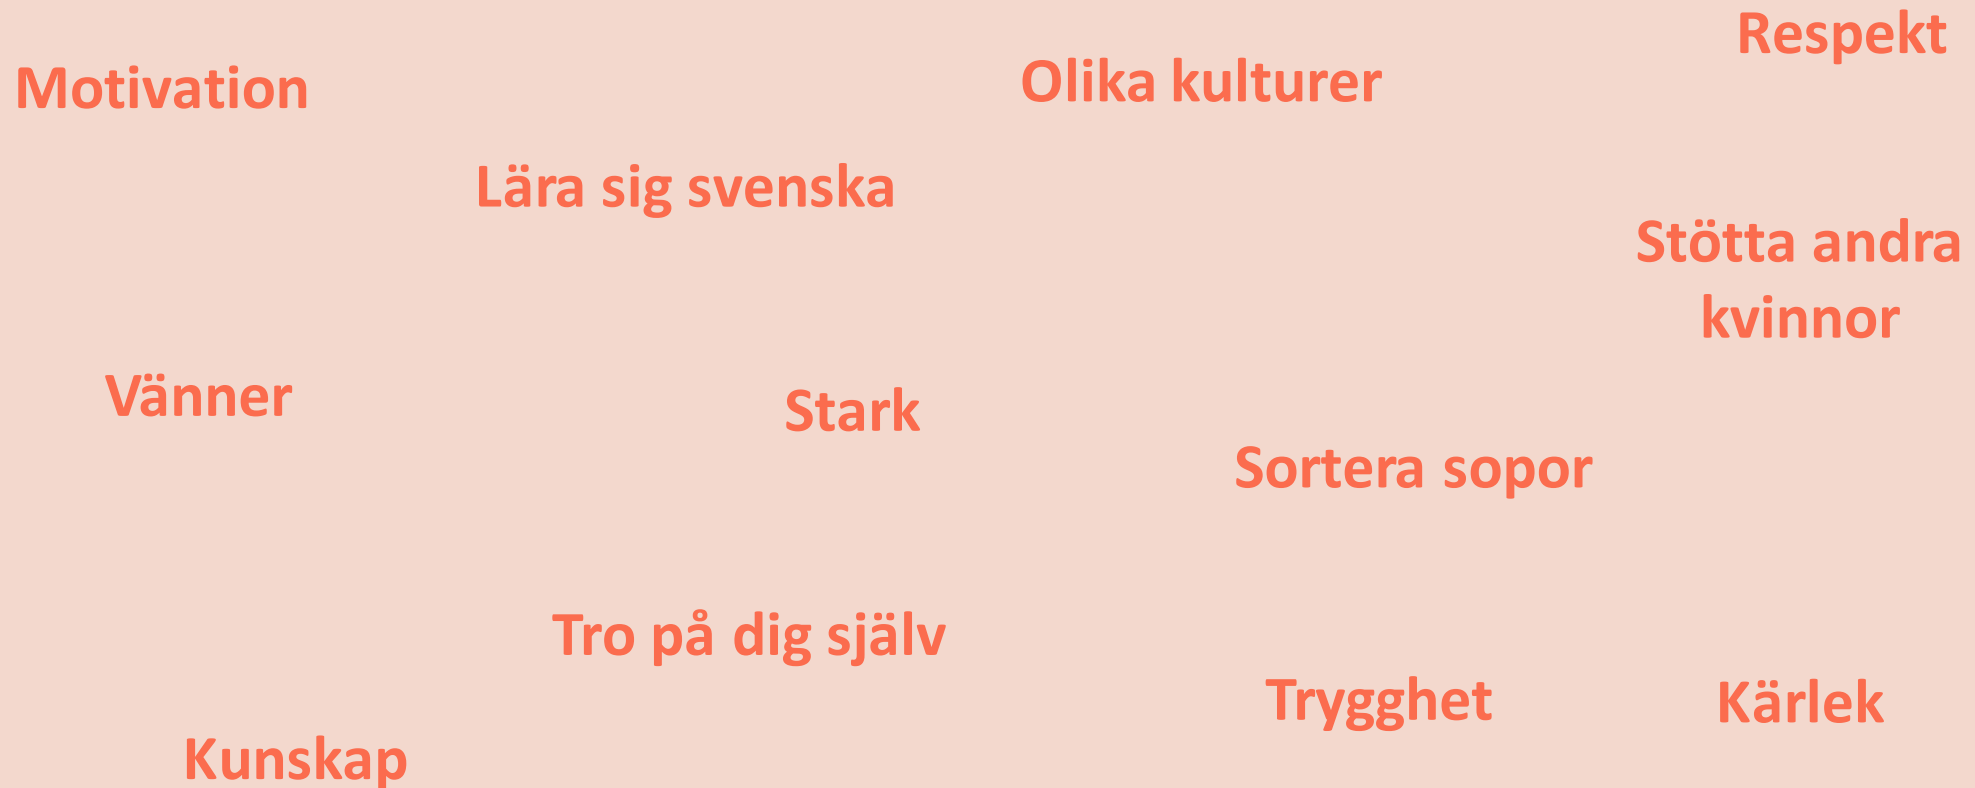 Respekt
Motivation
Olika kulturer
Lära sig svenska
Stötta andra
kvinnor
Vänner
Stark
Sortera sopor
Tro på dig själv
Trygghet
Kärlek
Kunskap